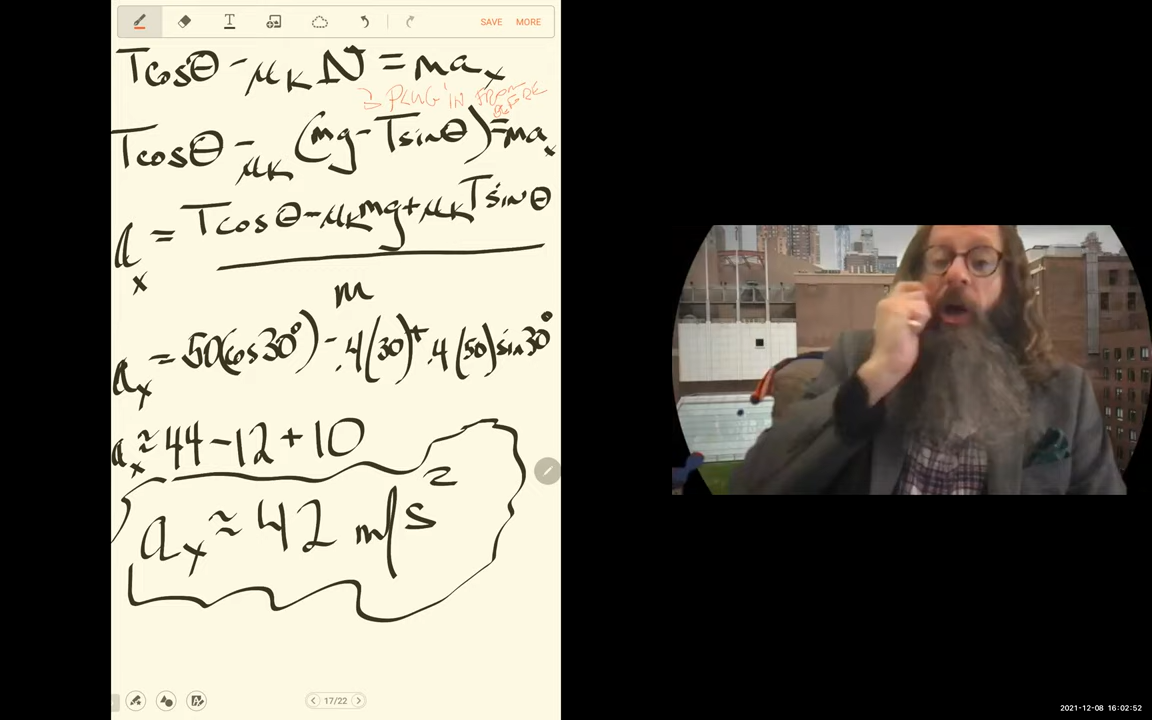 SAVE MORE
Tcosθ - μₖ N = maₓ
PLUG IN FROM BEFORE
Tcosθ - μₖ (mg - Tsinθ) = maₓ
aₓ = Tcosθ - μₖmg + μₖTsinθ
m
aₓ = 50(cos30°) - .4(30) + .4(50)sin30°
aₓ ≈ 44 - 12 + 10
aₓ ≈ 42 m/s²
17/22
2021-12-08 16:02:52